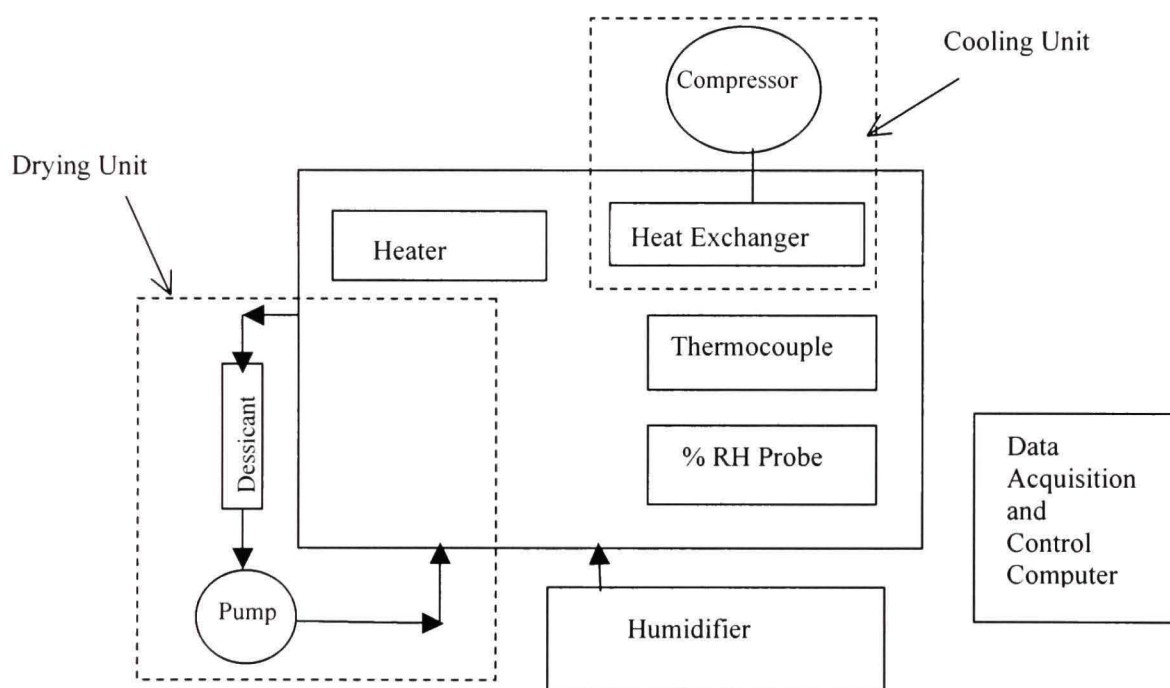 Cooling Unit
Compressor
Drying Unit
Heater
Heat Exchanger
Thermocouple
% RH Probe
Dessicant
Pump
Humidifier
Data
Acquisition
and
Control
Computer